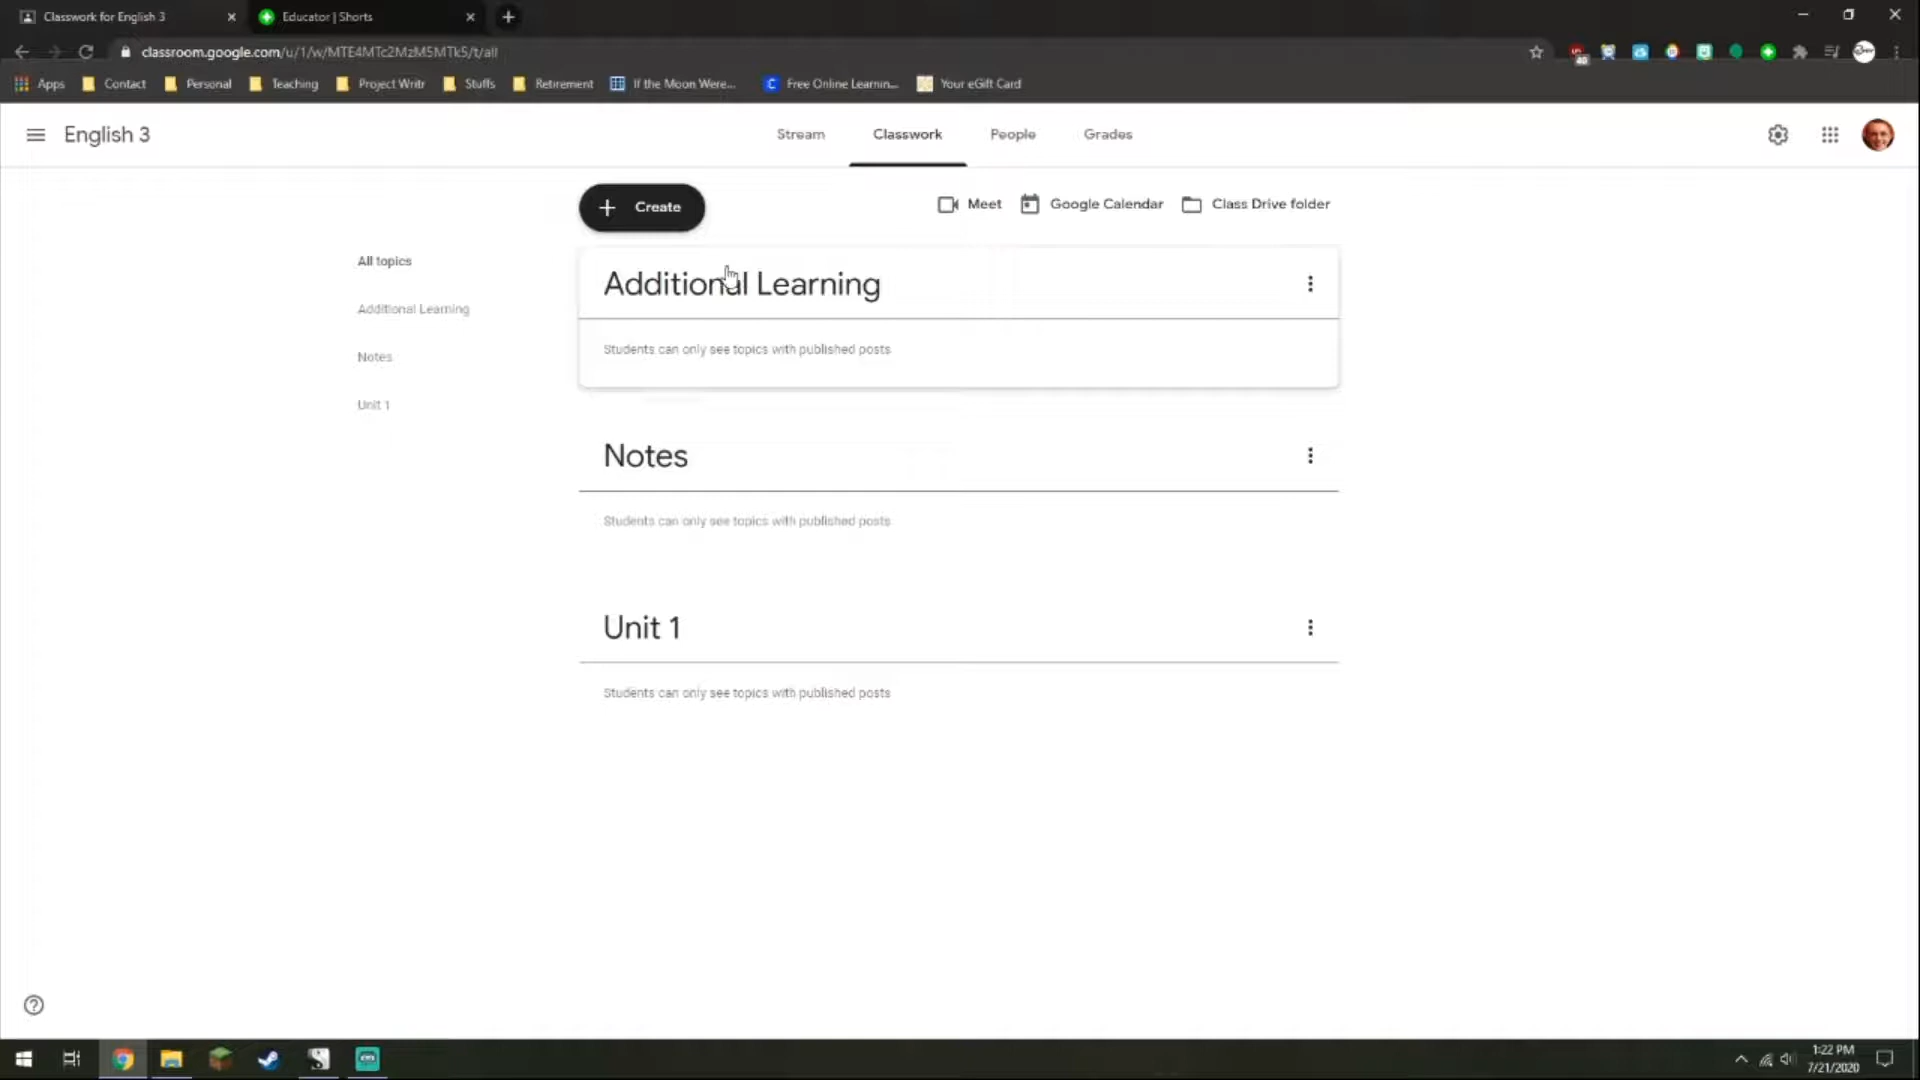 Classwork for English 3
Educator | Shorts
classroom.google.com/u/1/w/MTE4MTc2MzM5MTk5/t/all
40
Apps Contact Personal Teaching Project Writr Stuffs Retirement If the Moon Were... Free Online Learnin... Your eGift Card
English 3
Stream Classwork People Grades
Create
Meet Google Calendar Class Drive folder
All topics
Additional Learning
Notes
Unit 1
Additional Learning
Students can only see topics with published posts
Notes
Students can only see topics with published posts
Unit 1
Students can only see topics with published posts
1:22 PM
7/21/2020